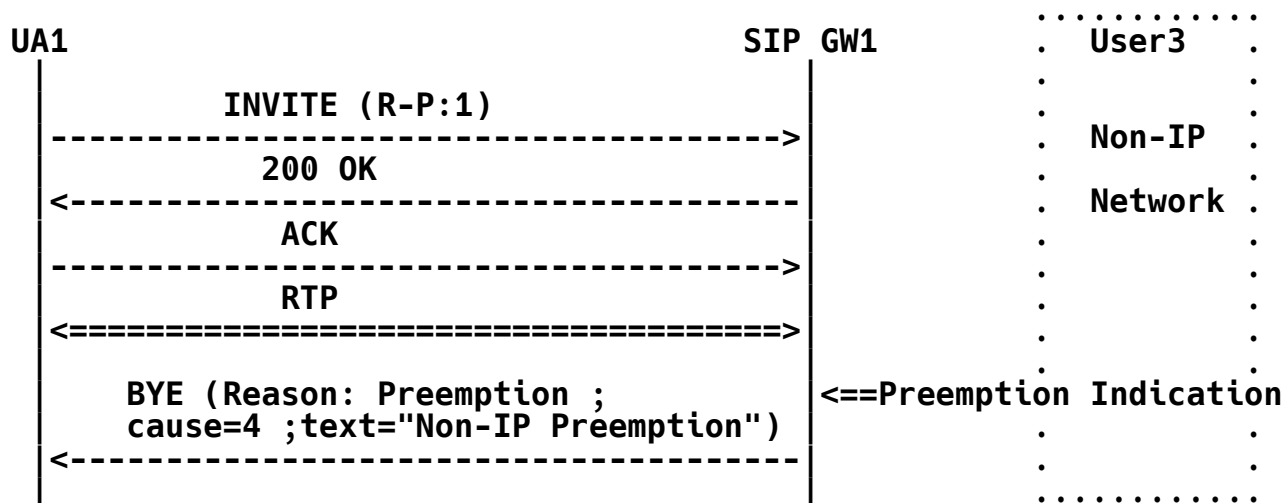 UA1 SIP GW1 User3
INVITE (R-P:1)
Non-IP
200 OK
Network
ACK
RTP
BYE (Reason: Preemption ; <==Preemption Indication
cause=4 ;text="Non-IP Preemption")